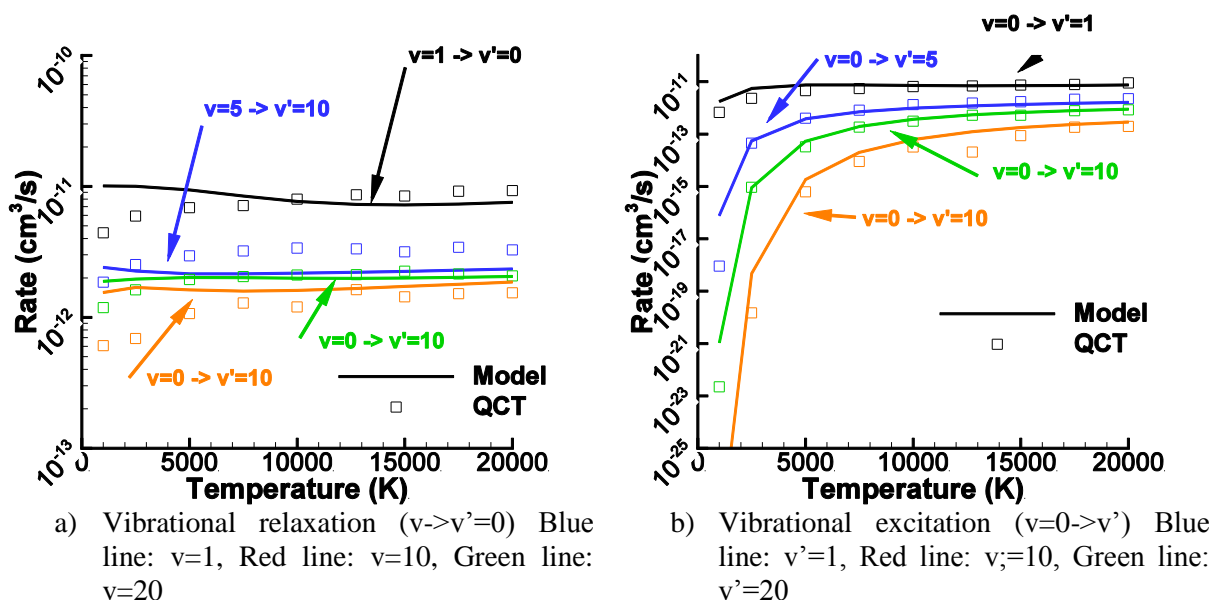 10^-10
v=1 -> v'=0
v=5 -> v'=10
10^-11
Rate (cm^3/s)
10^-12
v=0 -> v'=10
v=0 -> v'=10
Model
QCT
10^-13
0 5000 10000 15000 20000
Temperature (K)
a) Vibrational relaxation (v->v’=0) Blue
line: v=1, Red line: v=10, Green line:
v=20
v=0 -> v'=1
v=0 -> v'=5
10^-11
10^-13
v=0 -> v'=10
10^-15
v=0 -> v'=10
10^-17
Rate (cm^3/s)
10^-19
Model
10^-21
QCT
10^-23
10^-25
0 5000 10000 15000 20000
Temperature (K)
b) Vibrational excitation (v=0->v’) Blue
line: v’=1, Red line: v;=10, Green line:
v’=20